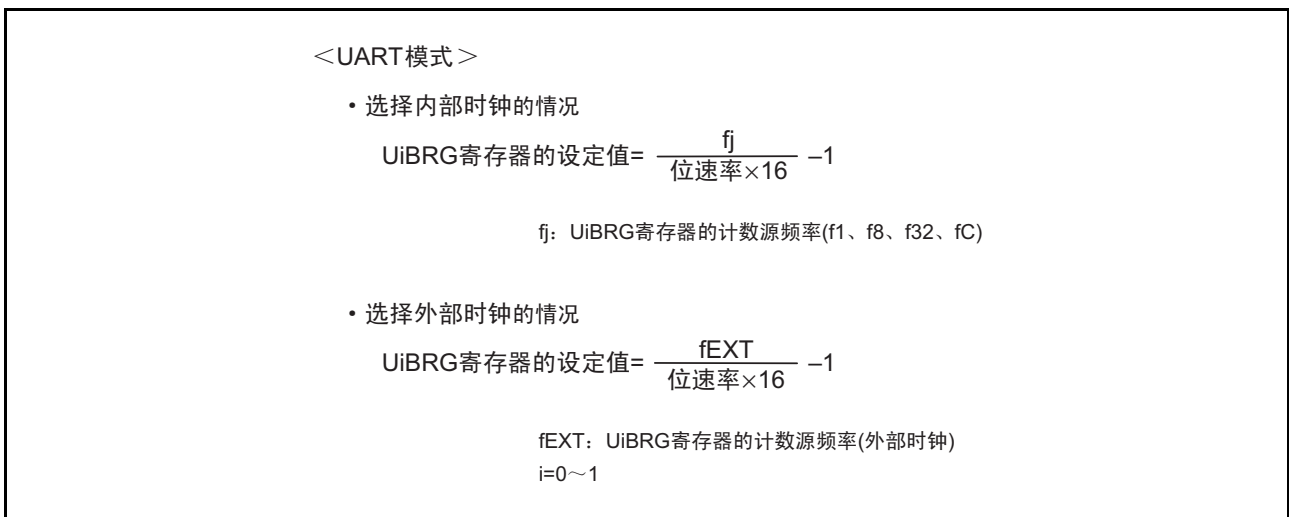 ＜UART模式＞
•选择内部时钟的情况
fj
UiBRG寄存器的设定值= –1
位速率×16
fj：UiBRG寄存器的计数源频率(f1、f8、f32、fC)
•选择外部时钟的情况
fEXT
UiBRG寄存器的设定值= –1
位速率×16
fEXT：UiBRG寄存器的计数源频率(外部时钟)
i=0～1